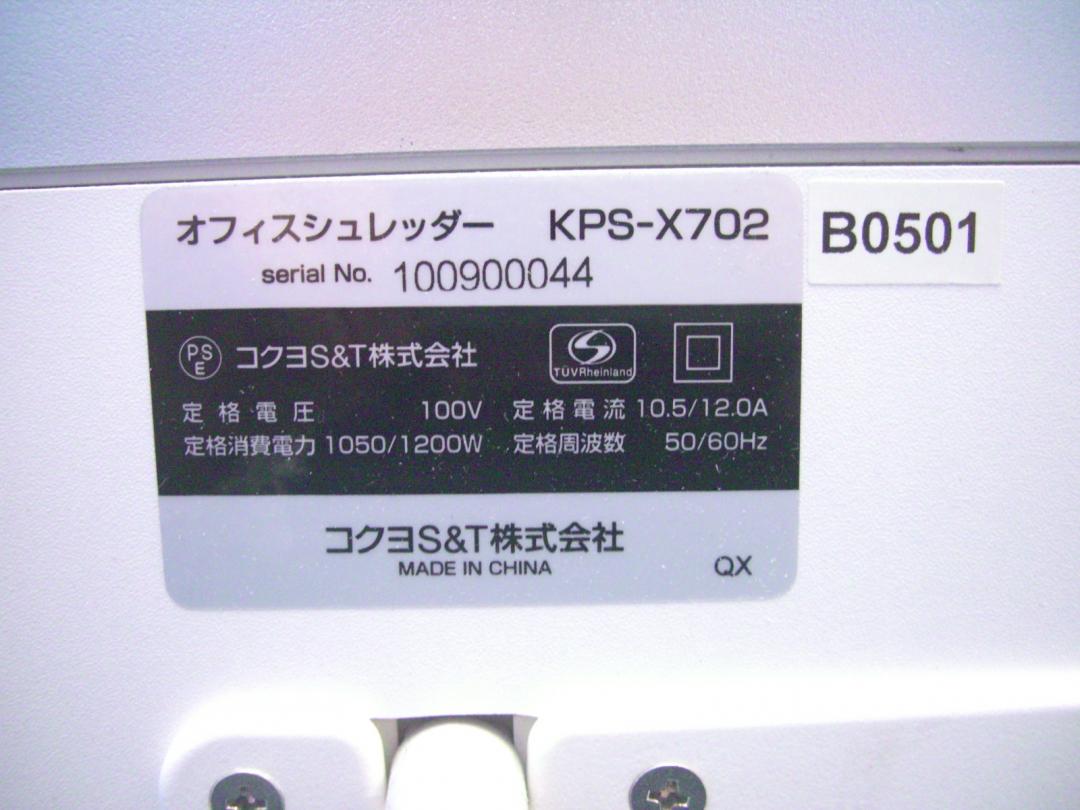 オフィスシュレッダー KPS-X702
B0501
serial No. 100900044
PSE コクヨS&T株式会社
TÜVRheinland
定格電圧 100V 定格電流 10.5/12.0A
定格消費電力 1050/1200W 定格周波数 50/60Hz
コクヨS&T株式会社
MADE IN CHINA
QX